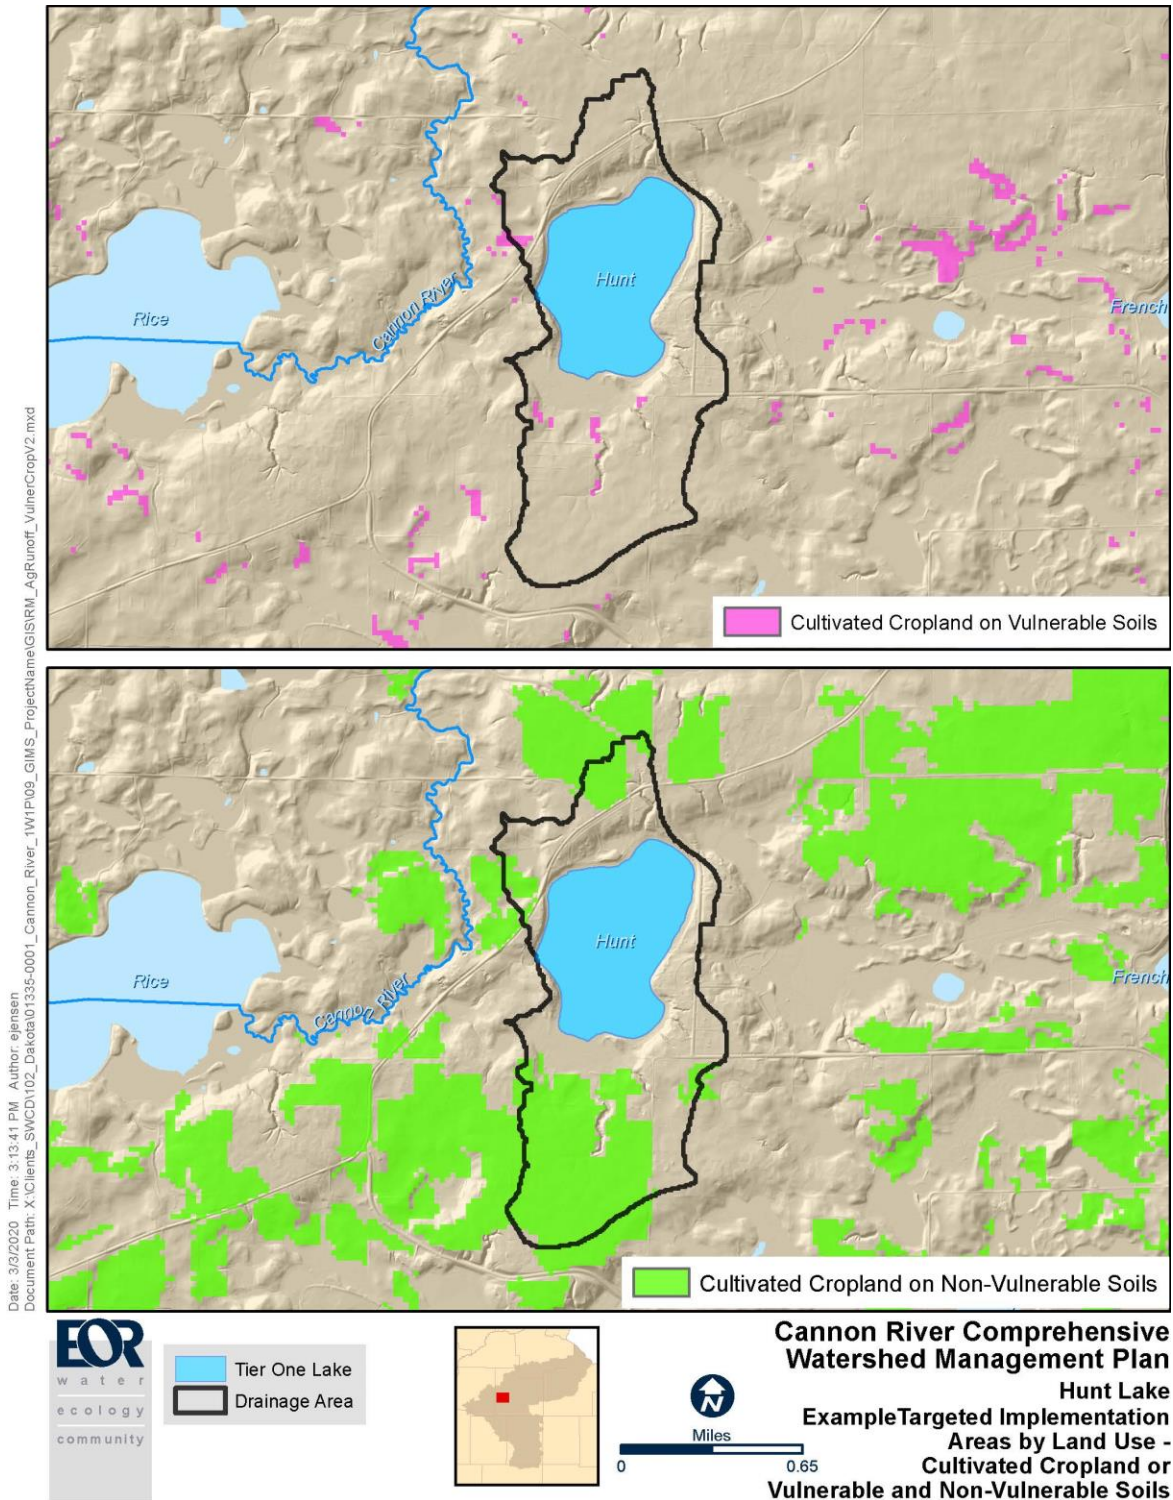 Rice
Cannon River
Hunt
French
Cultivated Cropland on Vulnerable Soils
Rice
Cannon River
Hunt
French
Cultivated Cropland on Non-Vulnerable Soils
Date: 3/3/2020 Time: 3:13:41 PM Author: ejensen
Document Path: X:\Clients_SWCD\102_Dakota\01335-0001_Cannon_River_1W1P\09_GIMS_ProjectName\GIS\RM_AgRunoff_VulnerCropV2.mxd
EOR
water
ecology
community
Tier One Lake
Drainage Area
N
Miles
0 0.65
Cannon River Comprehensive
Watershed Management Plan
Hunt Lake
ExampleTargeted Implementation
Areas by Land Use -
Cultivated Cropland or
Vulnerable and Non-Vulnerable Soils